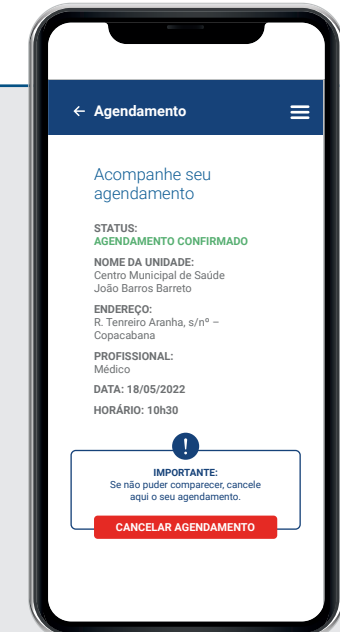 Agendamento
Acompanhe seu
agendamento
STATUS:
AGENDAMENTO CONFIRMADO
NOME DA UNIDADE:
Centro Municipal de Saúde
João Barros Barreto
ENDEREÇO:
R. Tenreiro Aranha, s/nº –
Copacabana
PROFISSIONAL:
Médico
DATA: 18/05/2022
HORÁRIO: 10h30
!
IMPORTANTE:
Se não puder comparecer, cancele
aqui o seu agendamento.
CANCELAR AGENDAMENTO